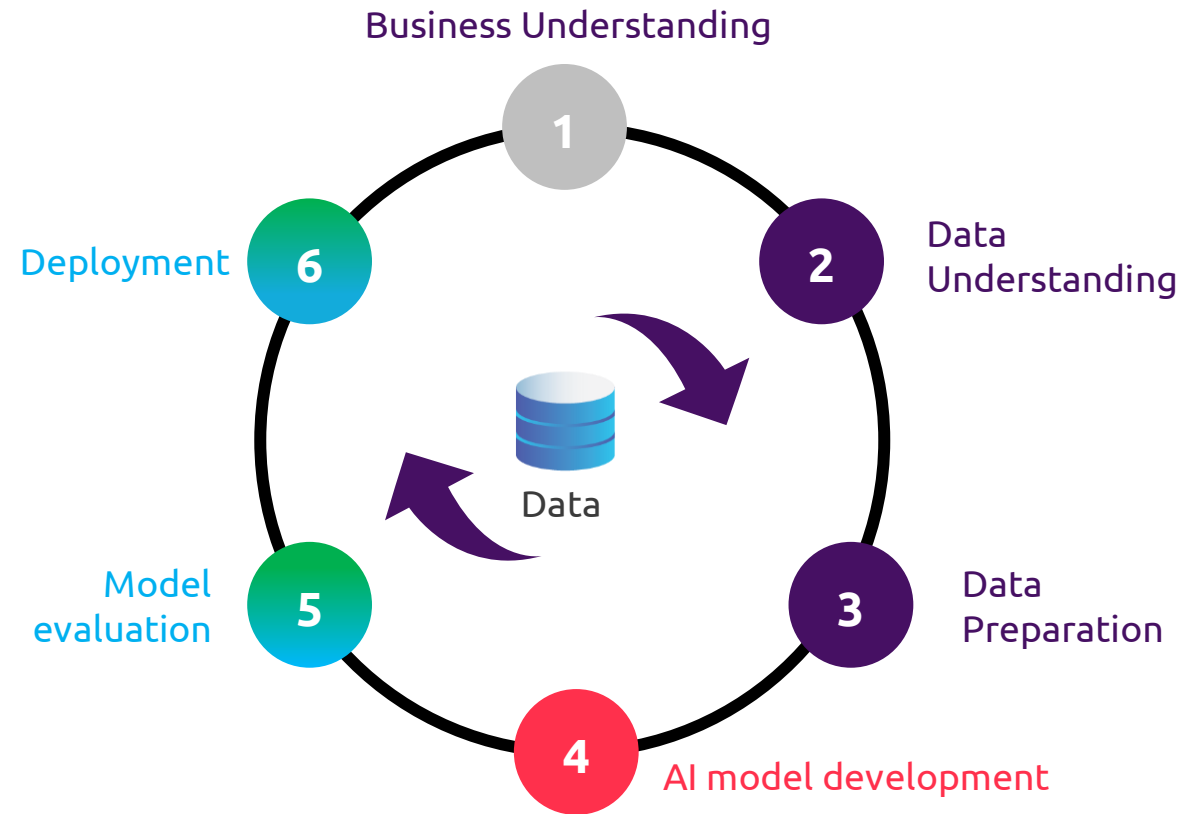 Business Understanding
1
2
Data
Understanding
3
Data
Preparation
4
AI model development
5
Model
evaluation
6
Deployment
Data